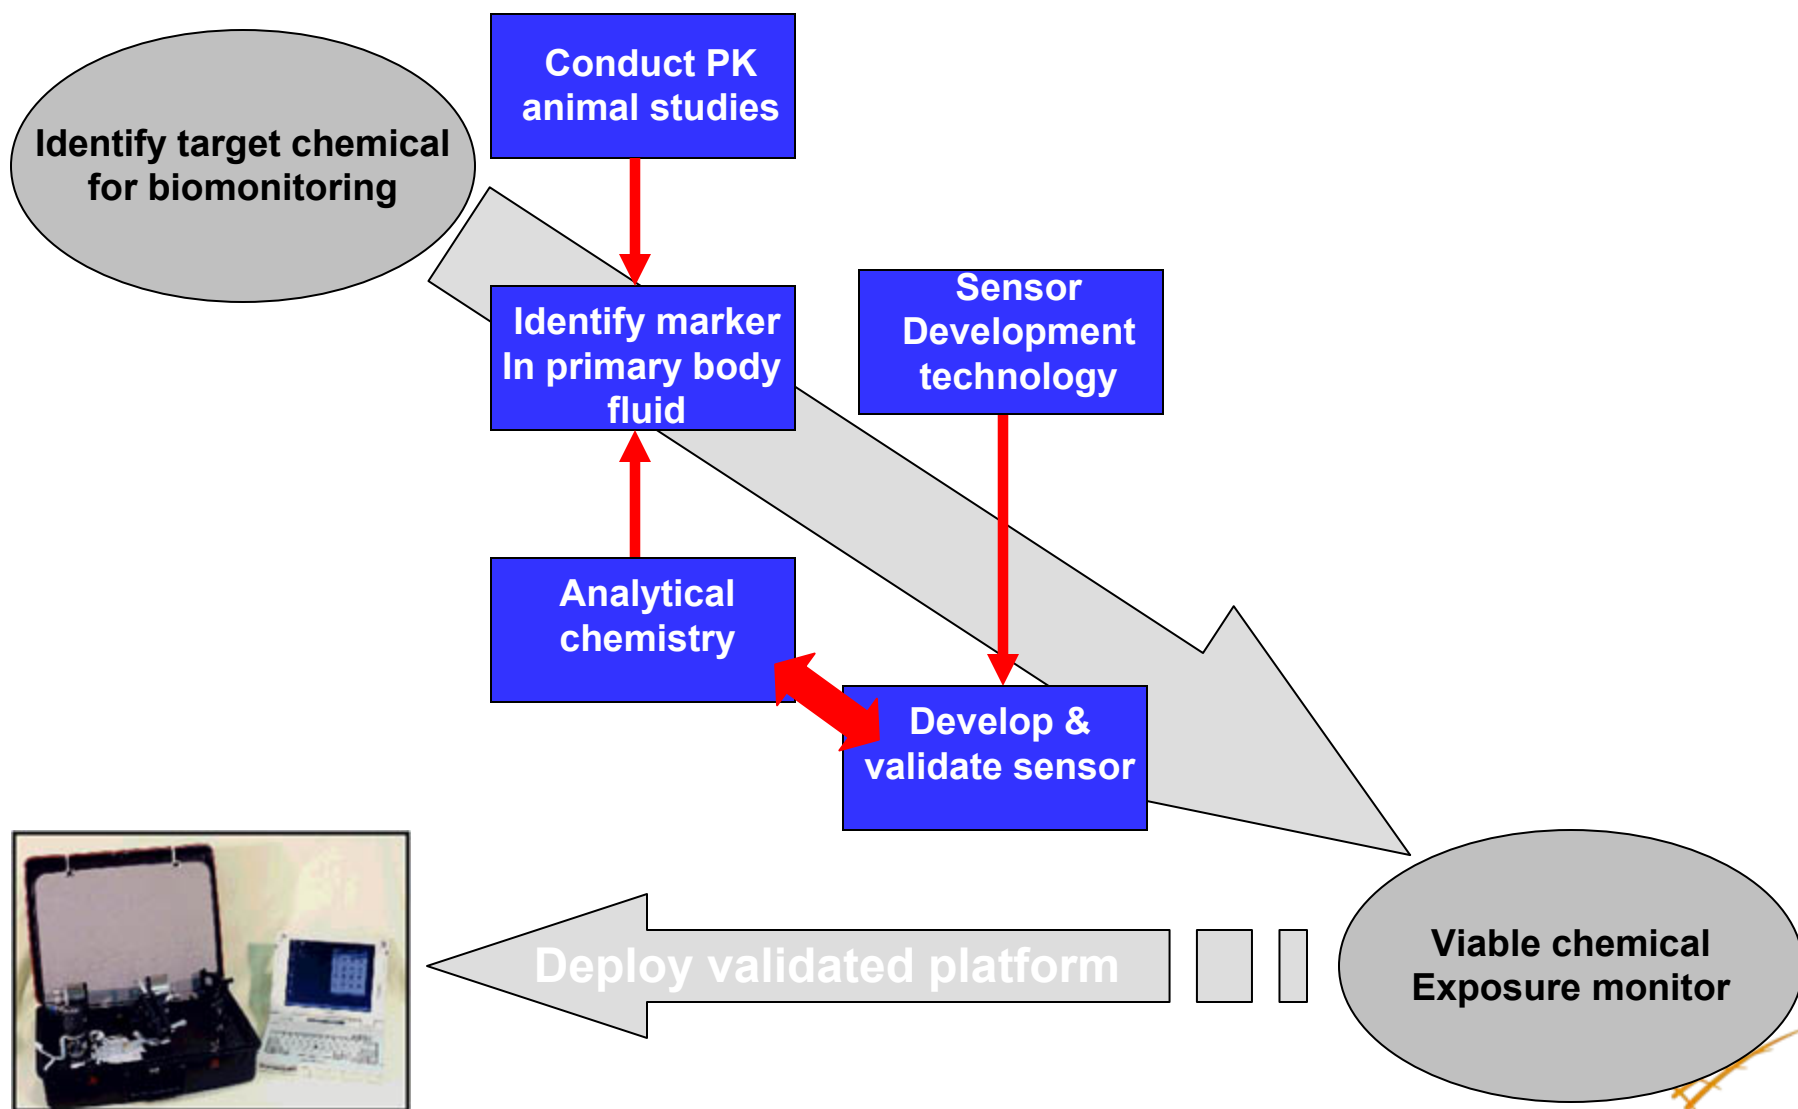 Conduct PK
animal studies
Identify target chemical
for biomonitoring
Identify marker
In primary body
fluid
Sensor
Development
technology
Analytical
chemistry
Develop &
validate sensor
Deploy validated platform
Viable chemical
Exposure monitor